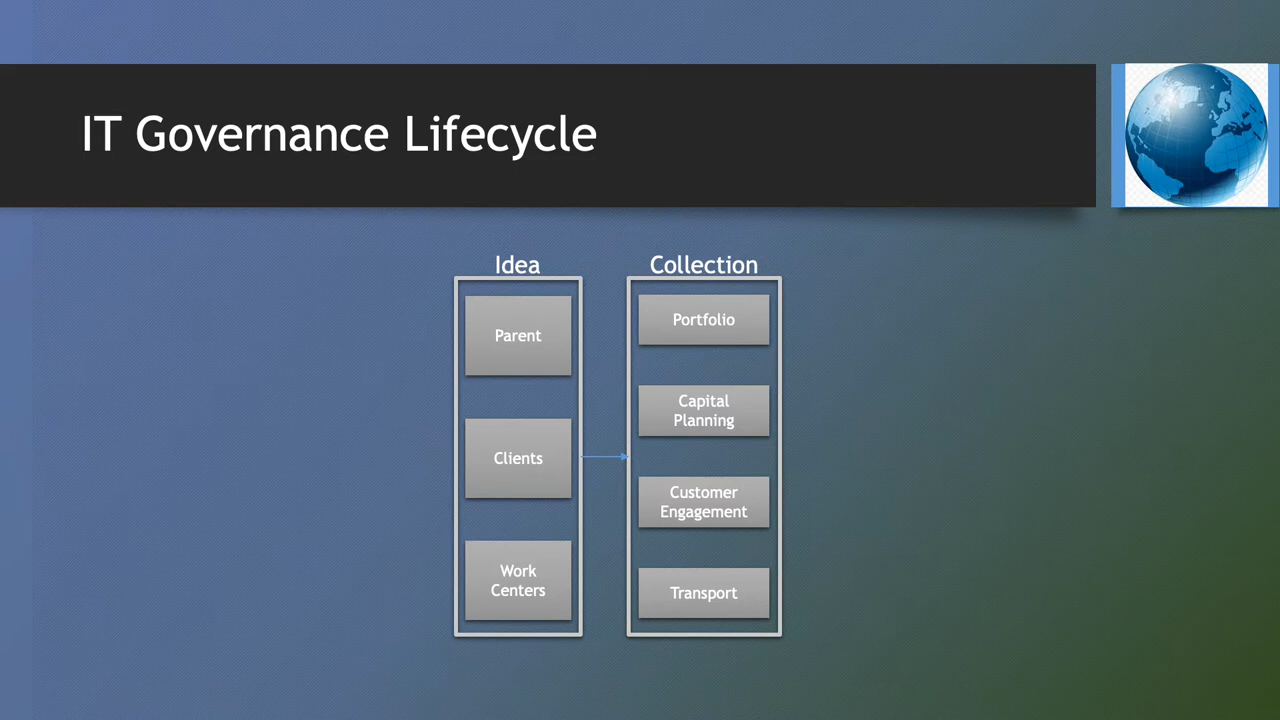 IT Governance Lifecycle
Idea
Parent
Clients
Work
Centers
Collection
Portfolio
Capital
Planning
Customer
Engagement
Transport